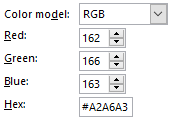 Color model: RGB
Red: 162
Green: 166
Blue: 163
Hex: #A2A6A3